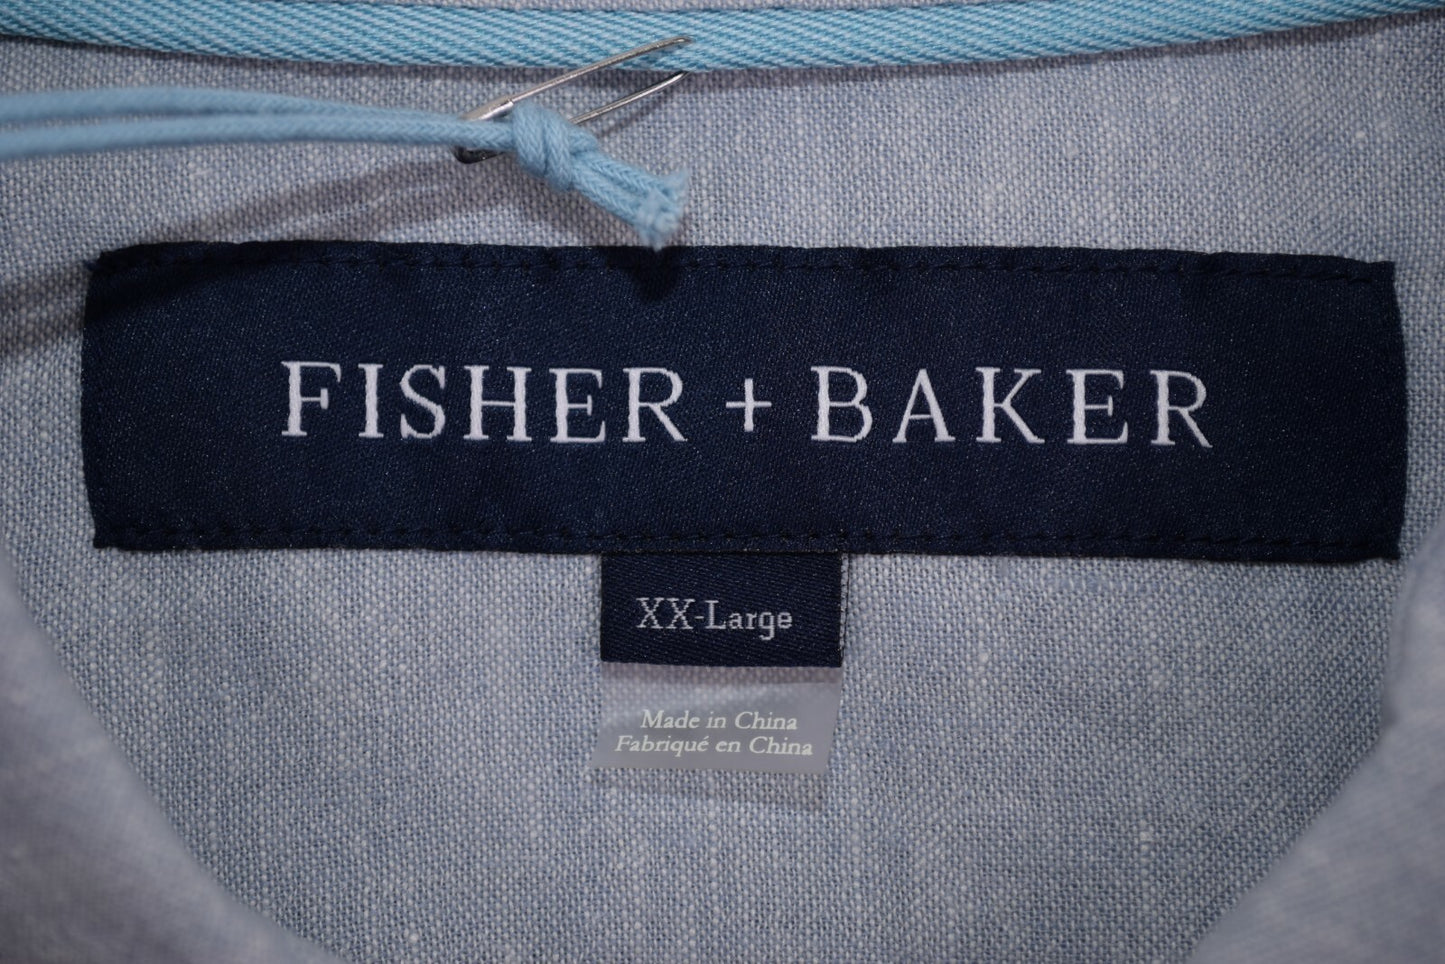 FISHER + BAKER
XX-Large
Made in China
Fabriqué en China